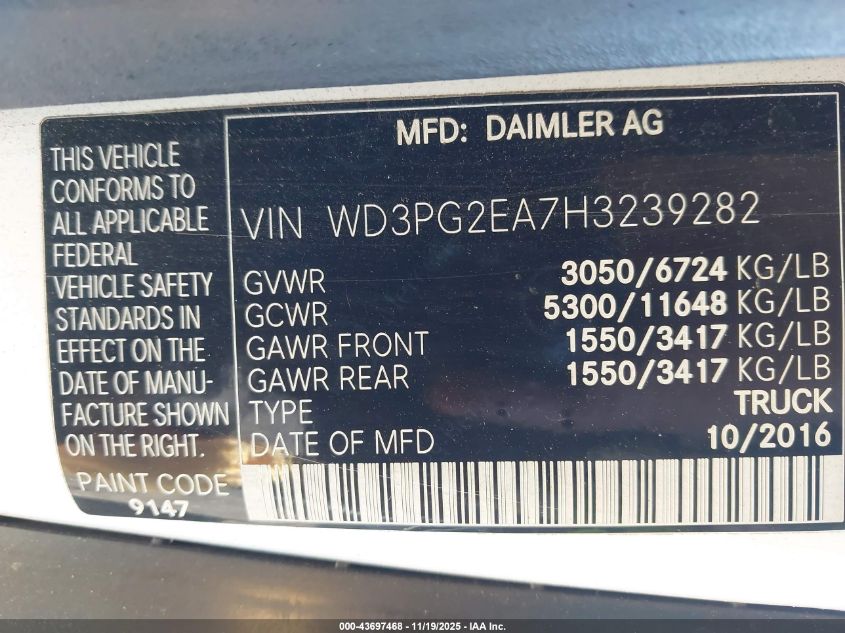 THIS VEHICLE
CONFORMS TO
ALL APPLICABLE
FEDERAL
VEHICLE SAFETY
STANDARDS IN
EFFECT ON THE
DATE OF MANU-
FACTURE SHOWN
ON THE RIGHT.
PAINT CODE
9147
MFD: DAIMLER AG
VIN WD3PG2EA7H3239282
GVWR 3050/6724 KG/LB
GCWR 5300/11648 KG/LB
GAWR FRONT 1550/3417 KG/LB
GAWR REAR 1550/3417 KG/LB
TYPE TRUCK
DATE OF MFD 10/2016
000-43697468 - 11/19/2025 - IAA Inc.